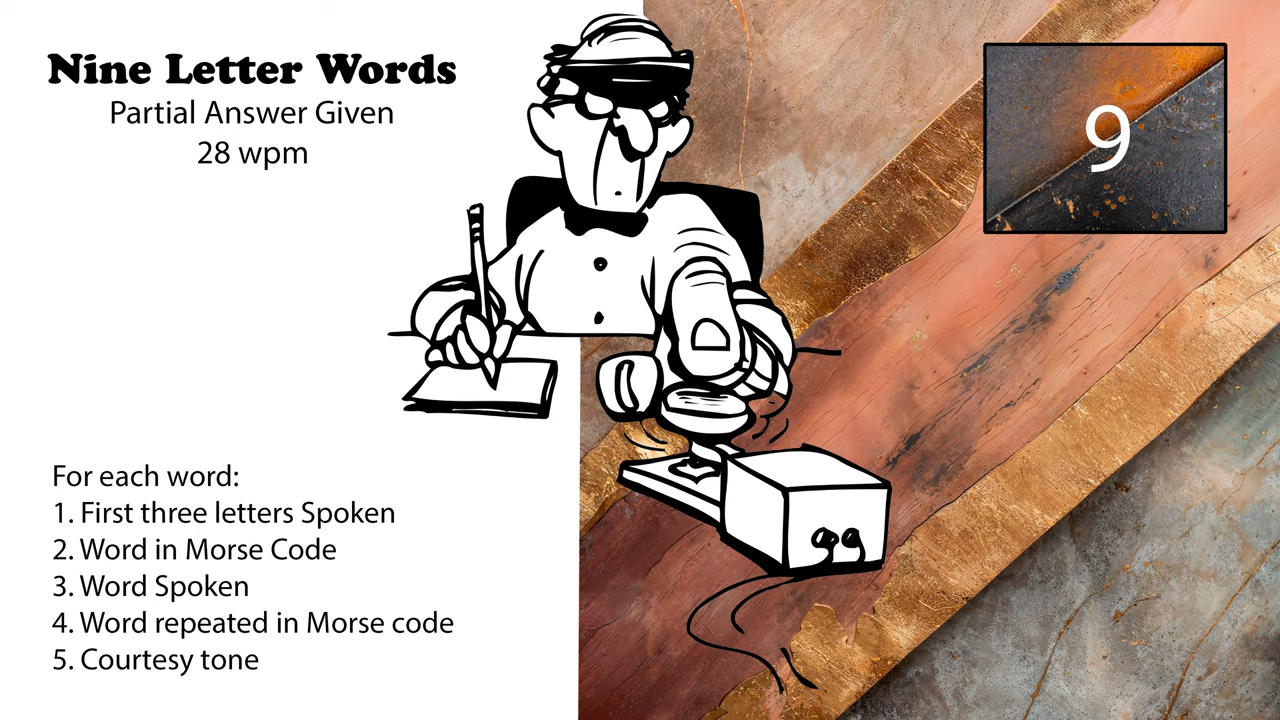 Nine Letter Words
Partial Answer Given
28 wpm
9
For each word:
1. First three letters Spoken
2. Word in Morse Code
3. Word Spoken
4. Word repeated in Morse code
5. Courtesy tone